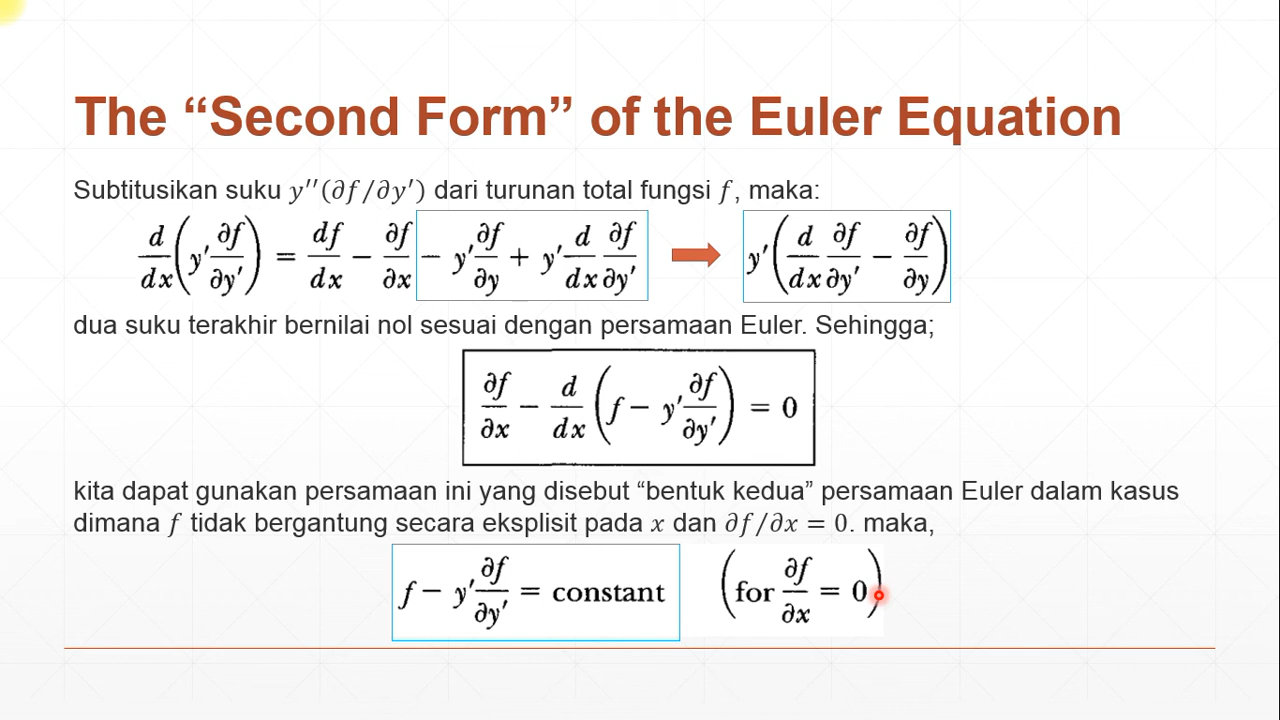 The “Second Form” of the Euler Equation
Subtitusikan suku y′′(∂f/∂y′) dari turunan total fungsi f, maka:
d/dx (y′ ∂f/∂y′) = df/dx − ∂f/∂x − y′ ∂f/∂y + y′ d/dx ∂f/∂y′ ➡ y′ (d/dx ∂f/∂y′ − ∂f/∂y)
dua suku terakhir bernilai nol sesuai dengan persamaan Euler. Sehingga;
∂f/∂x − d/dx (f − y′ ∂f/∂y′) = 0
kita dapat gunakan persamaan ini yang disebut “bentuk kedua” persamaan Euler dalam kasus
dimana f tidak bergantung secara eksplisit pada x dan ∂f/∂x = 0. maka,
f − y′ ∂f/∂y′ = constant (for ∂f/∂x = 0)